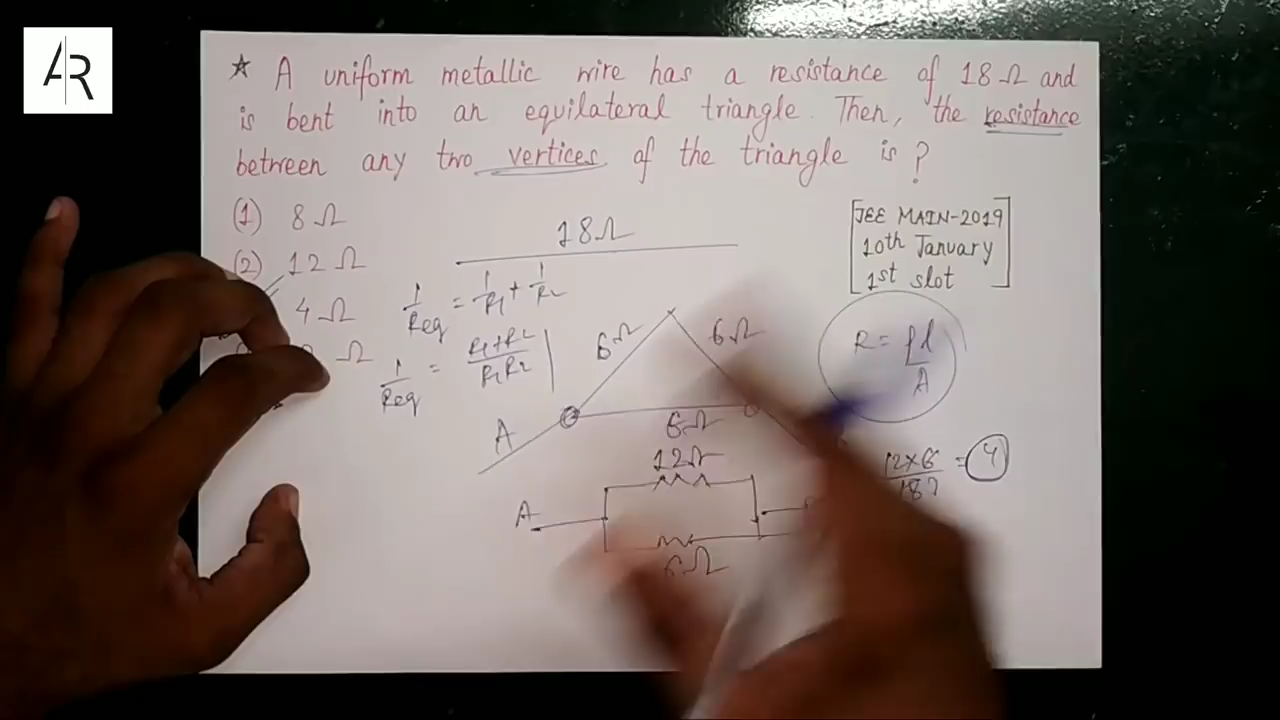 AR
☆ A uniform metallic wire has a resistance of 18 Ω and
is bent into an equilateral triangle. Then, the resistance
between any two vertices of the triangle is ?
(1) 8 Ω
(2) 12 Ω
4 Ω
Ω
[JEE MAIN-2019
10th January
1st slot]
18Ω
1/Req = 1/R1 + 1/R2
1/Req = R1+R2/R1R2
6Ω
6Ω
6Ω
A
R = ρl/A
12Ω
A
6Ω
12×6/18 = 4